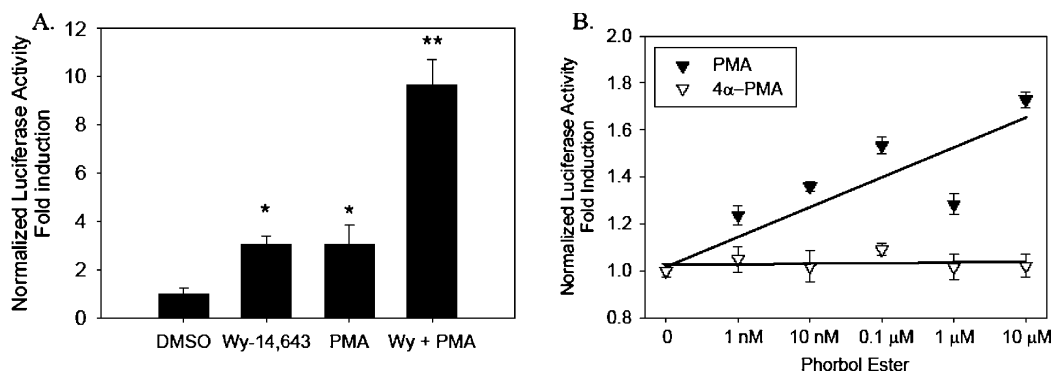 A.
Normalized Luciferase Activity
Fold induction
12
10
8
6
4
2
0
*
*
**
DMSO
Wy-14,643
PMA
Wy + PMA
B.
Normalized Luciferase Activity
Fold Induction
2.0
1.8
1.6
1.4
1.2
1.0
0.8
PMA
4α–PMA
0
1 nM
10 nM
0.1 μM
1 μM
10 μM
Phorbol Ester